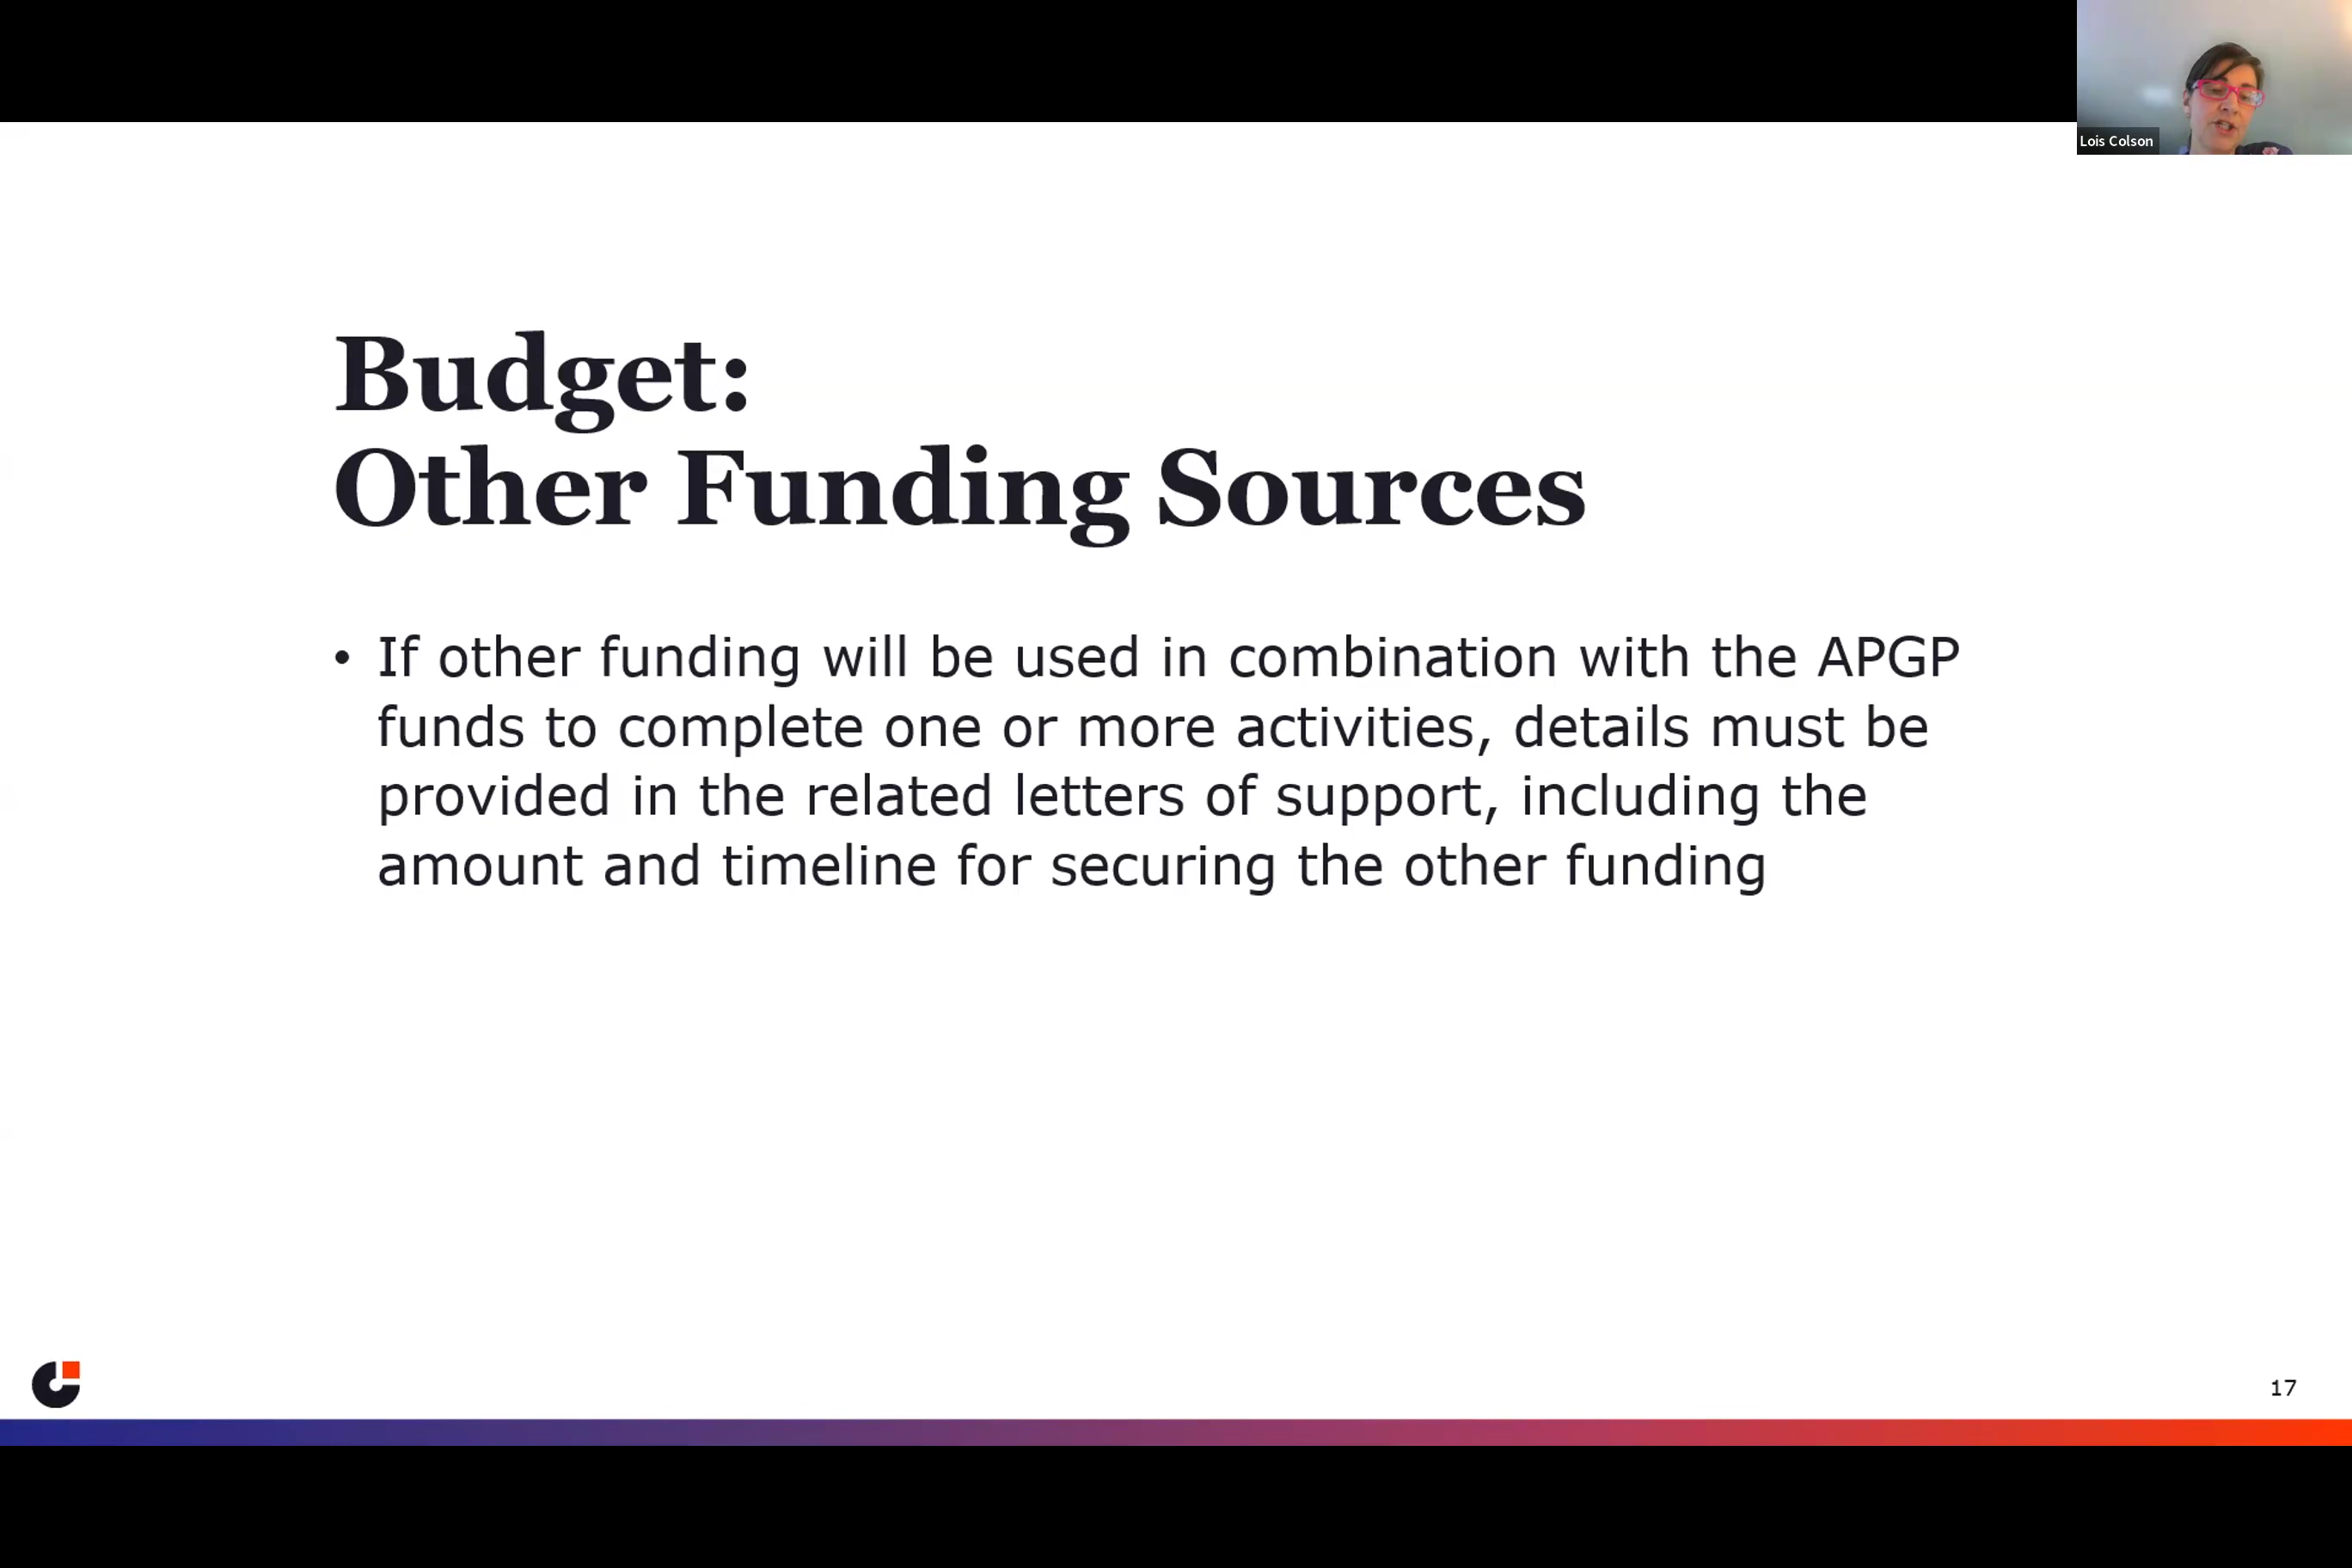 Lois Colson
Budget:
Other Funding Sources
• If other funding will be used in combination with the APGP
funds to complete one or more activities, details must be
provided in the related letters of support, including the
amount and timeline for securing the other funding
17